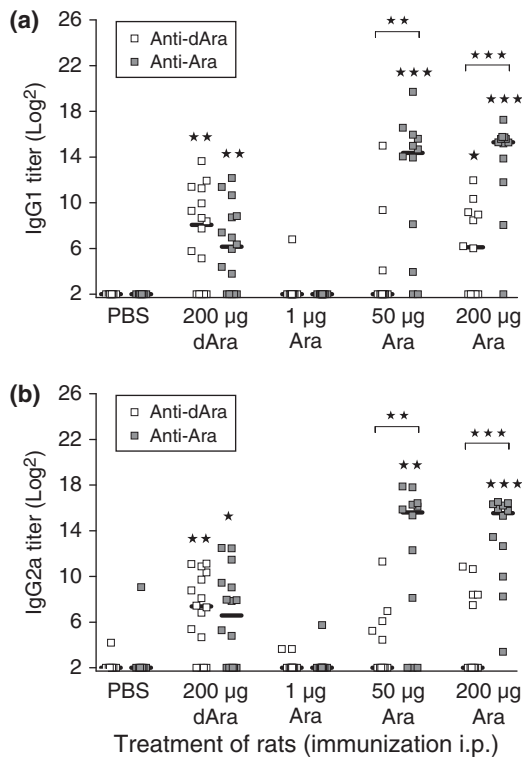 (a)
26
★★
★★★
Anti-dAra
Anti-Ara
22
★★★
★★★
18
★★
★★
★
14
10
6
2
IgG1 titer (Log²)
PBS
200 µg
dAra
1 µg
Ara
50 µg
Ara
200 µg
Ara
(b)
26
Anti-dAra
Anti-Ara
★★
★★★
22
★★
★★★
18
★★
★
14
10
6
2
IgG2a titer (Log²)
PBS
200 µg
dAra
1 µg
Ara
50 µg
Ara
200 µg
Ara
Treatment of rats (immunization i.p.)